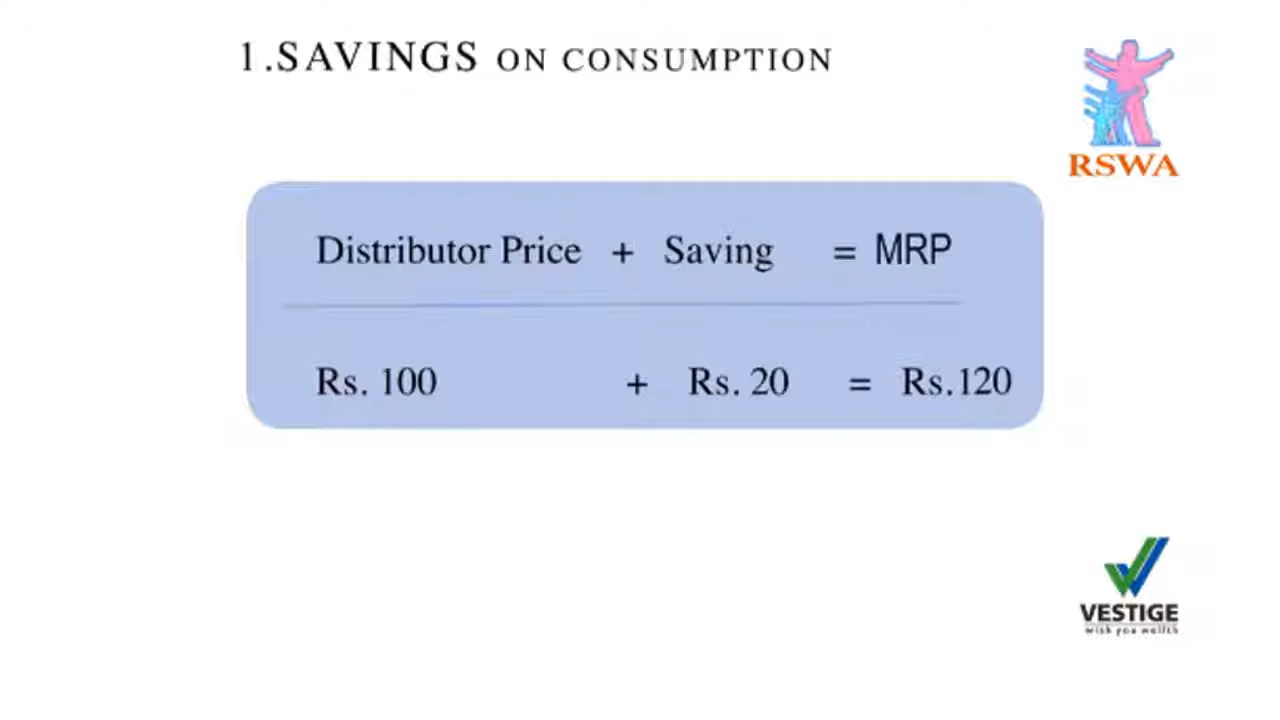 1.SAVINGS ON CONSUMPTION
RSWA
Distributor Price + Saving = MRP
Rs. 100 + Rs. 20 = Rs.120
VESTIGE